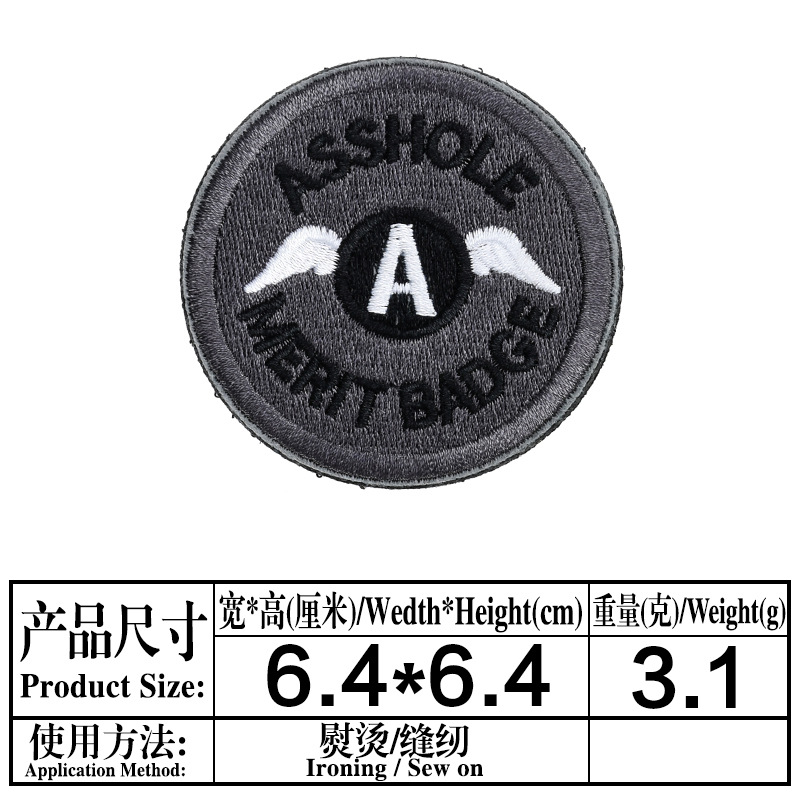 ASSHOLE
A
MERIT BADGE
产品尺寸
Product Size:
宽*高(厘米)/Wedth*Height(cm)
重量(克)/Weight(g)
6.4*6.4
3.1
使用方法:
Application Method:
熨烫/缝纫
Ironing / Sew on